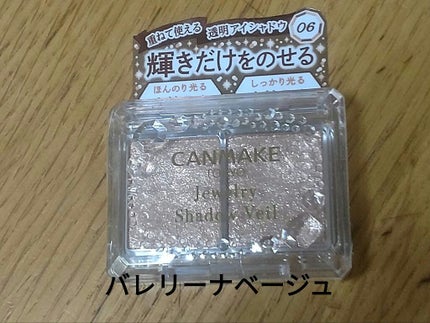 重ねて使える 透明アイシャドウ 06
輝きだけをのせる
ほんのり光る しっかり光る
CANMAKE
TOKYO
Jewelry
Shadow Veil
バレリーナベージュ